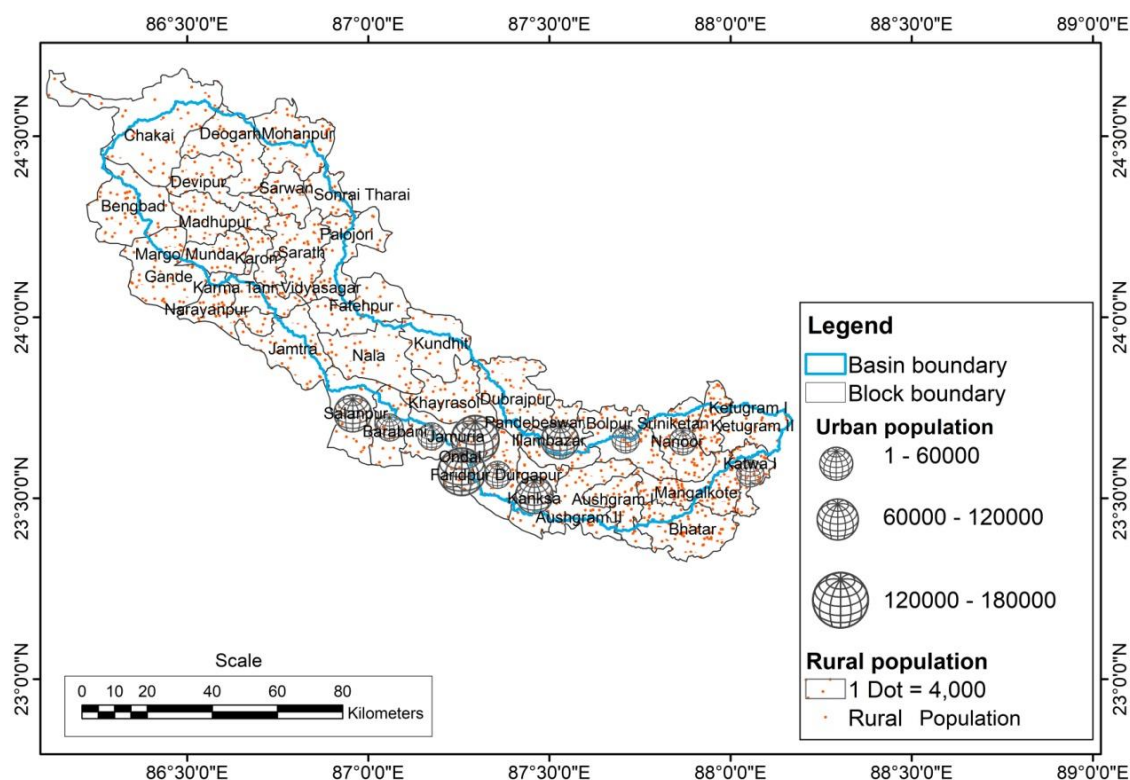 86°30'0"E 87°0'0"E 87°30'0"E 88°0'0"E 88°30'0"E 89°0'0"E
24°30'0"N
24°0'0"N
23°30'0"N
23°0'0"N
24°30'0"N
24°0'0"N
23°30'0"N
23°0'0"N
Chakai
Deogarh
Mohanpur
Devipur
Sarwan
Sonrai Tharai
Bengbad
Madhupur
Palojori
Margo Munda
Karon
Sarath
Gande
Karma Tanr
Vidyasagar
Narayanpur
Fatehpur
Jamtra
Nala
Kundhit
Salanpur
Khayrasol
Dubrajpur
Barabani
Jamuria
Pandebeswar
Illambazar
Bolpur
Suniketan
Nanoor
Ketugram I
Ketugram II
Ondal
Faridpur
Durgapur
Kanksa
Aushgram I
Aushgram II
Mangalkote
Katwa I
Bhatar
Legend
Basin boundary
Block boundary
Urban population
1 - 60000
60000 - 120000
120000 - 180000
Rural population
1 Dot = 4,000
Rural Population
Scale
0 10 20 40 60 80
Kilometers
86°30'0"E 87°0'0"E 87°30'0"E 88°0'0"E 88°30'0"E 89°0'0"E